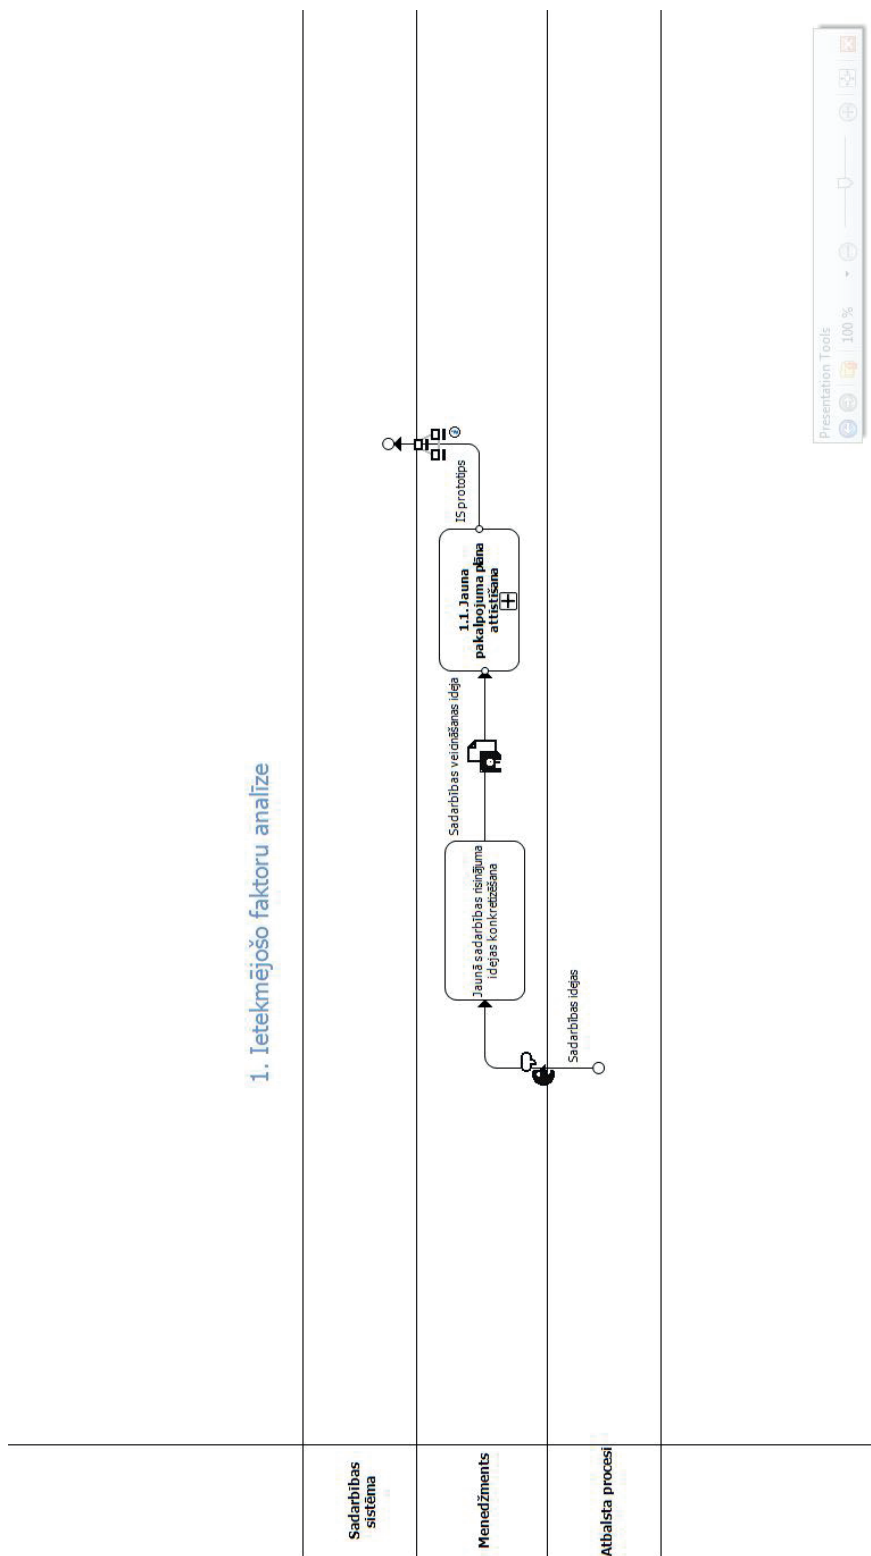 1. Ietekmējošo faktoru analīze
Sadarbības
sistēma
Menedžments
Atbalsta procesi
Sadarbības idejas
Jaunā sadarbības risinājuma
idejas konkretizēšana
Sadarbības veicināšanas ideja
1.1. Jauna
pakalpojuma plāna
attīstīšana
IS prototips
Presentation Tools
100 %